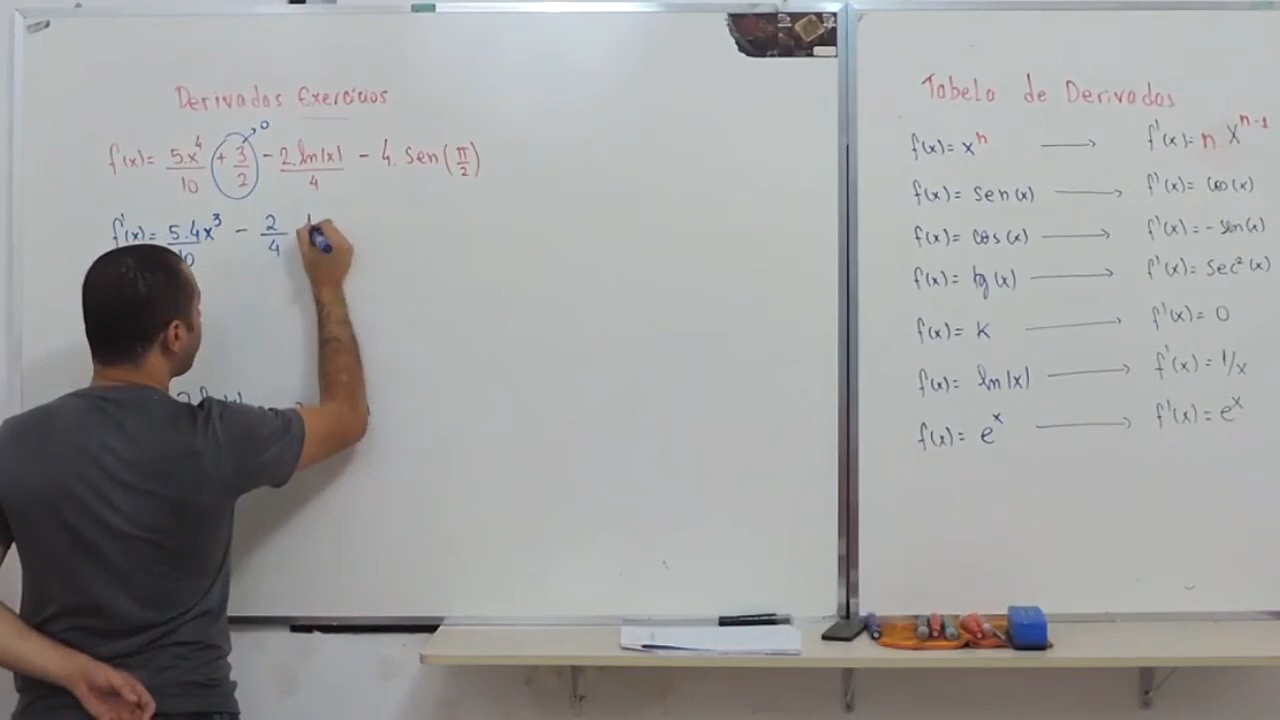 Derivadas Exercícios
f(x)= 5.x⁴/10 + 3/2 - 2.ln|x|/4 - 4. sen(π/2)
0
f'(x)= 5.4x³/10 - 2/4
Tabela de Derivadas
f(x)= xⁿ → f'(x)= n xⁿ⁻¹
f(x)= sen(x) → f'(x)= cos(x)
f(x)= cos(x) → f'(x)= -sen(x)
f(x)= tg(x) → f'(x)= sec²(x)
f(x)= K → f'(x)= 0
f(x)= ln|x| → f'(x)= 1/x
f(x)= eˣ → f'(x)= eˣ